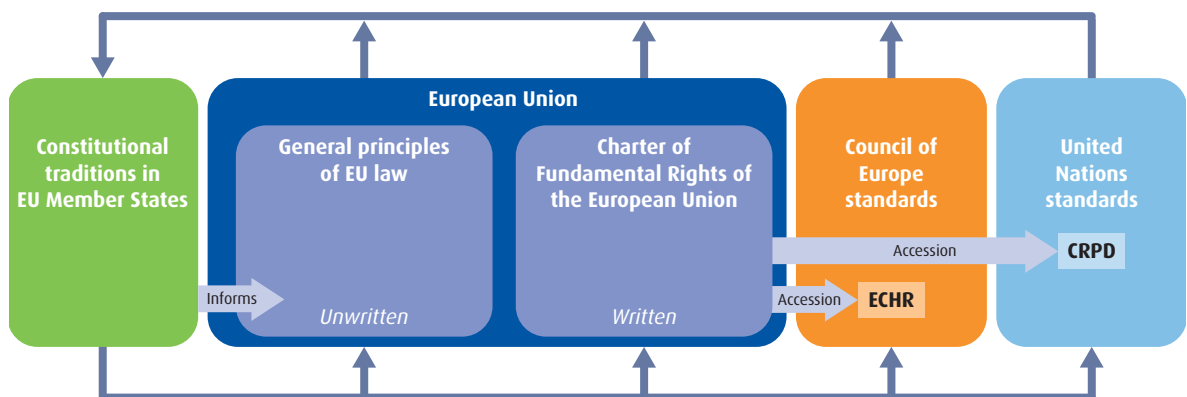 Constitutional
traditions in
EU Member States
European Union
General principles
of EU law
Charter of
Fundamental Rights of
the European Union
Council of
Europe
standards
United
Nations
standards
Accession
CRPD
Informs
Accession
ECHR
Unwritten
Written